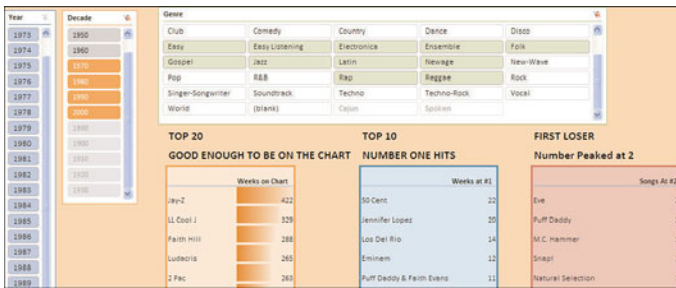 Year
1973
1974
1975
1976
1977
1978
1979
1980
1981
1982
1983
1984
1985
1986
1987
1988
1989
Decade
1950
1960
1970
1980
1990
2000
1890
1900
1910
1920
1930
Genre
Club Comedy Country Dance Disco
Easy Easy Listening Electronica Ensemble Folk
Gospel Jazz Latin Newage New-Wave
Pop R&B Rap Reggae Rock
Singer-Songwriter Soundtrack Techno Techno-Rock Vocal
World (blank) Cajun Spoken
TOP 20
GOOD ENOUGH TO BE ON THE CHART
Weeks on Chart
Jay-Z 422
LL Cool J 329
Faith Hill 288
Ludacris 265
2 Pac 263
TOP 10
NUMBER ONE HITS
Weeks at #1
50 Cent 22
Jennifer Lopez 20
Los Del Rio 14
Eminem 12
Puff Daddy & Faith Evans 11
FIRST LOSER
Number Peaked at 2
Songs At #2
Eve
Puff Daddy
M.C. Hammer
Snap!
Natural Selection